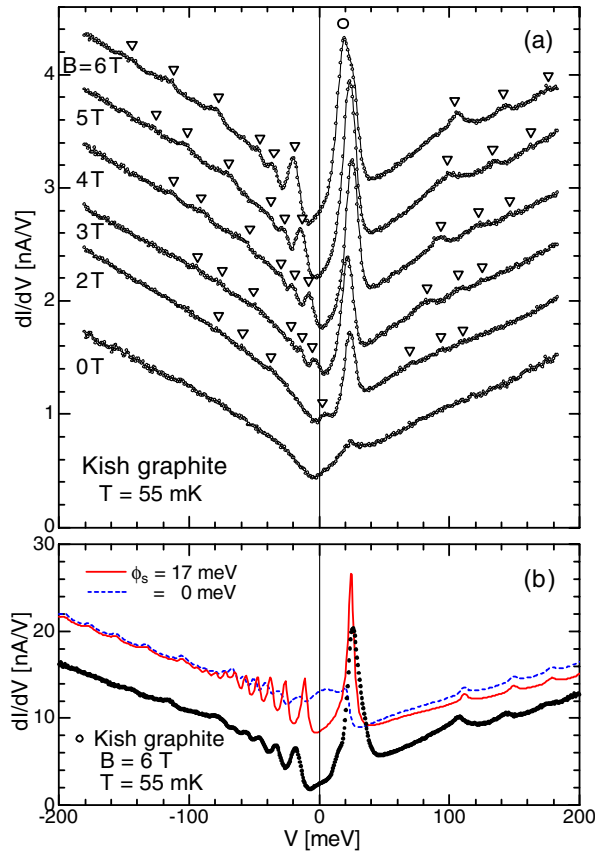 (a)
4
3
2
1
0
dI/dV [nA/V]
B=6T
5T
4T
3T
2T
0T
Kish graphite
T = 55 mK
(b)
30
20
10
0
dI/dV [nA/V]
ϕs = 17 meV
= 0 meV
Kish graphite
B = 6 T
T = 55 mK
-200 -100 0 100 200
V [meV]